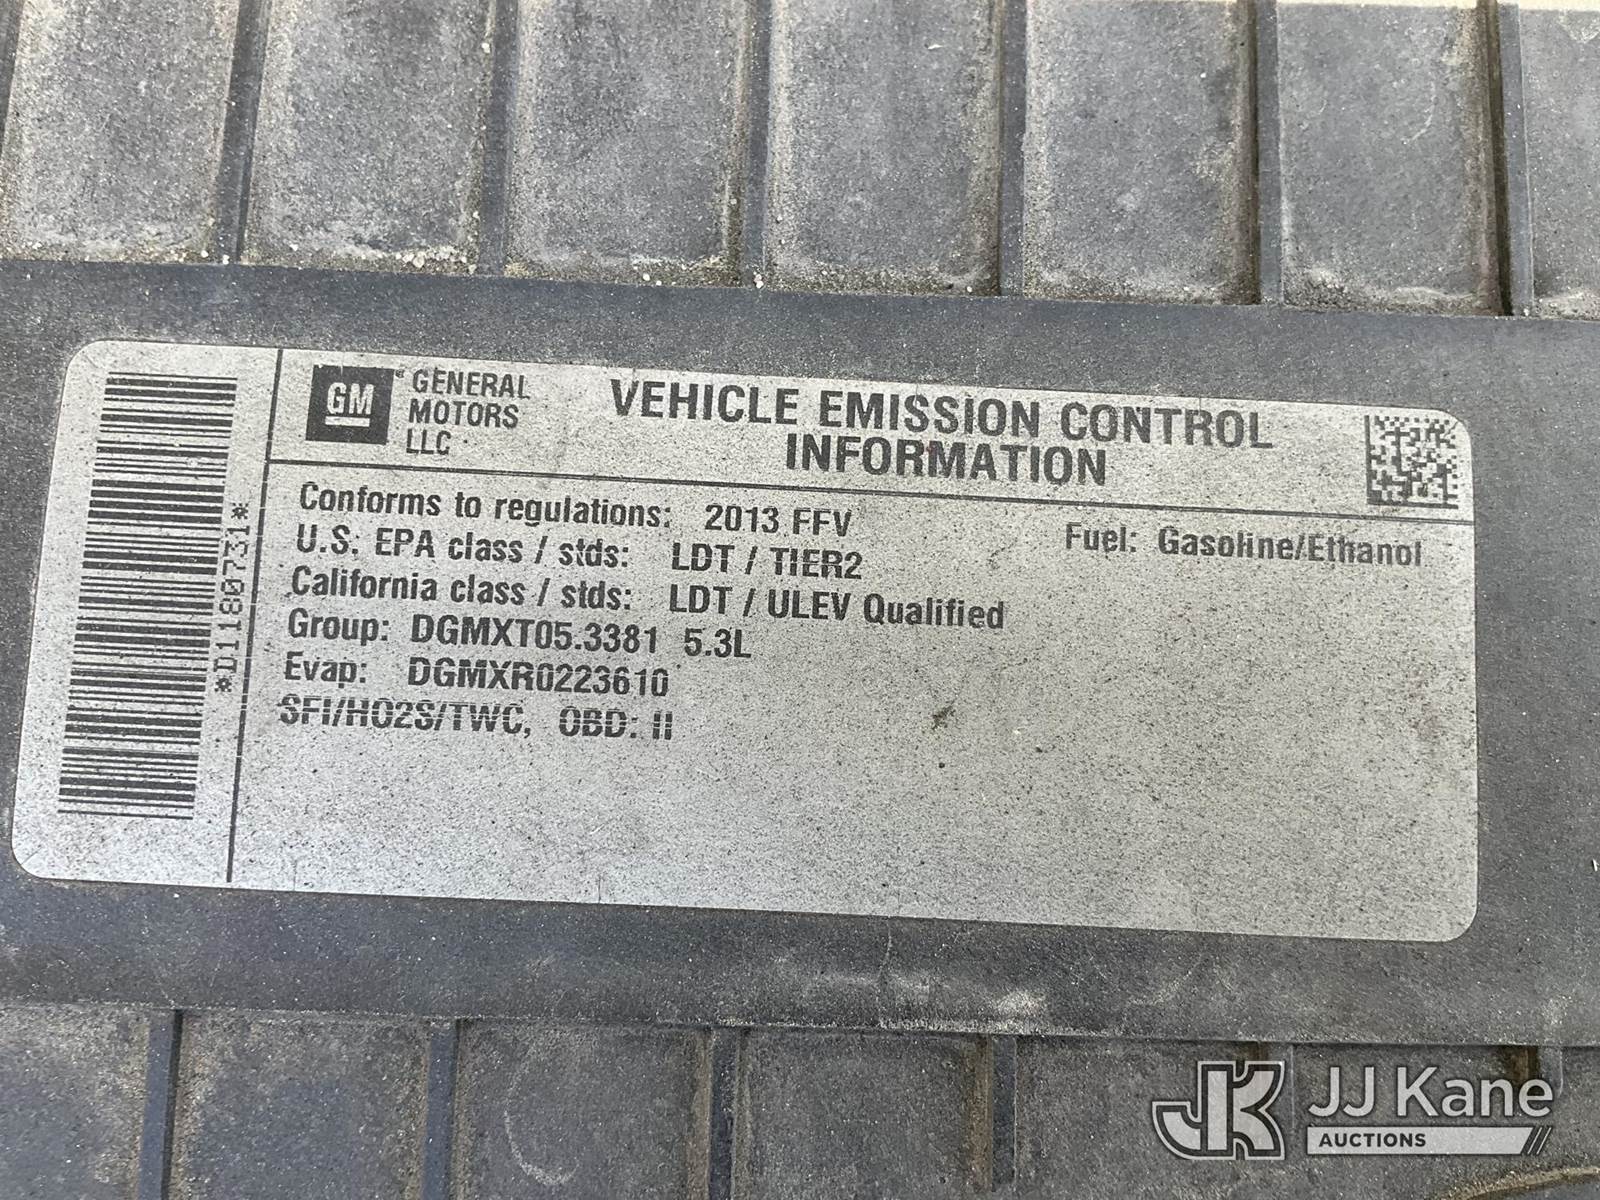 GM
GENERAL
MOTORS
LLC
VEHICLE EMISSION CONTROL
INFORMATION
Conforms to regulations: 2013 FFV
Fuel: Gasoline/Ethanol
U.S. EPA class / stds: LDT / TIER2
California class / stds: LDT / ULEV Qualified
Group: DGMXT05.3381 5.3L
Evap: DGMXR0223610
SFI/HO2S/TWC, OBD: II
*D1180731*
JK
JJ Kane
AUCTIONS